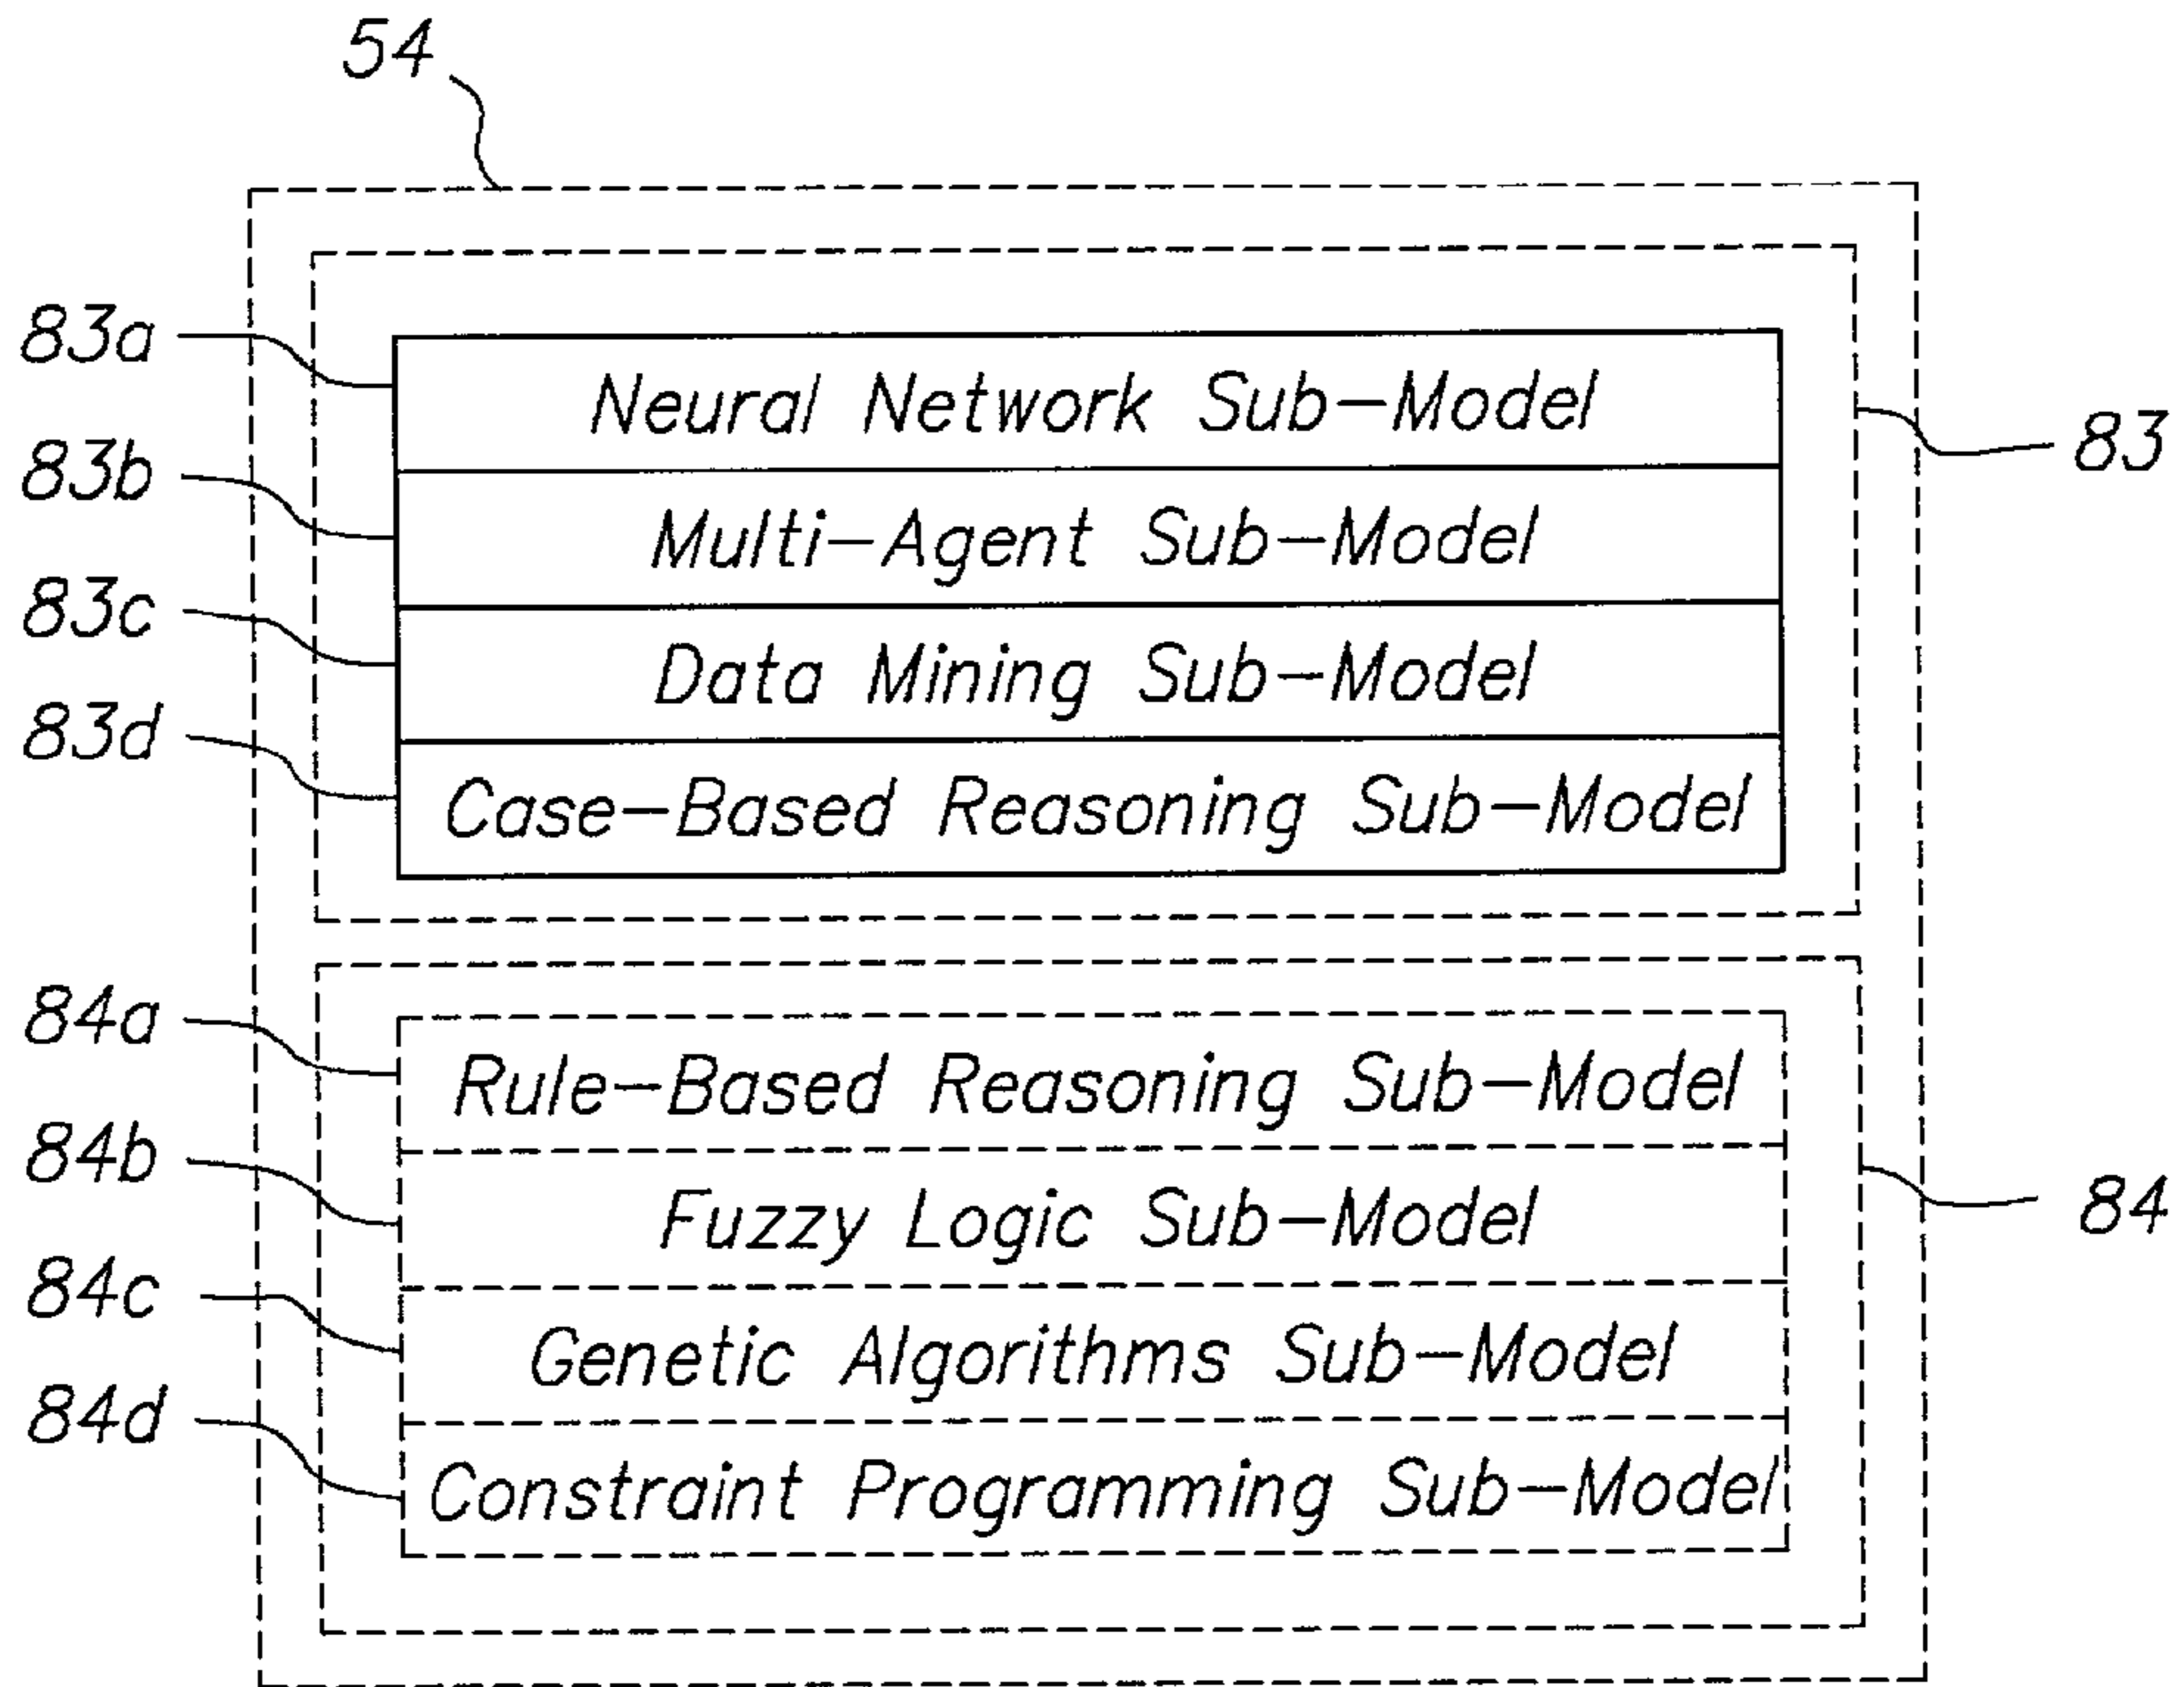 54
83a
Neural Network Sub-Model
83
83b
Multi-Agent Sub-Model
83c
Data Mining Sub-Model
83d
Case-Based Reasoning Sub-Model
84a
Rule-Based Reasoning Sub-Model
84b
Fuzzy Logic Sub-Model
84
84c
Genetic Algorithms Sub-Model
84d
Constraint Programming Sub-Model